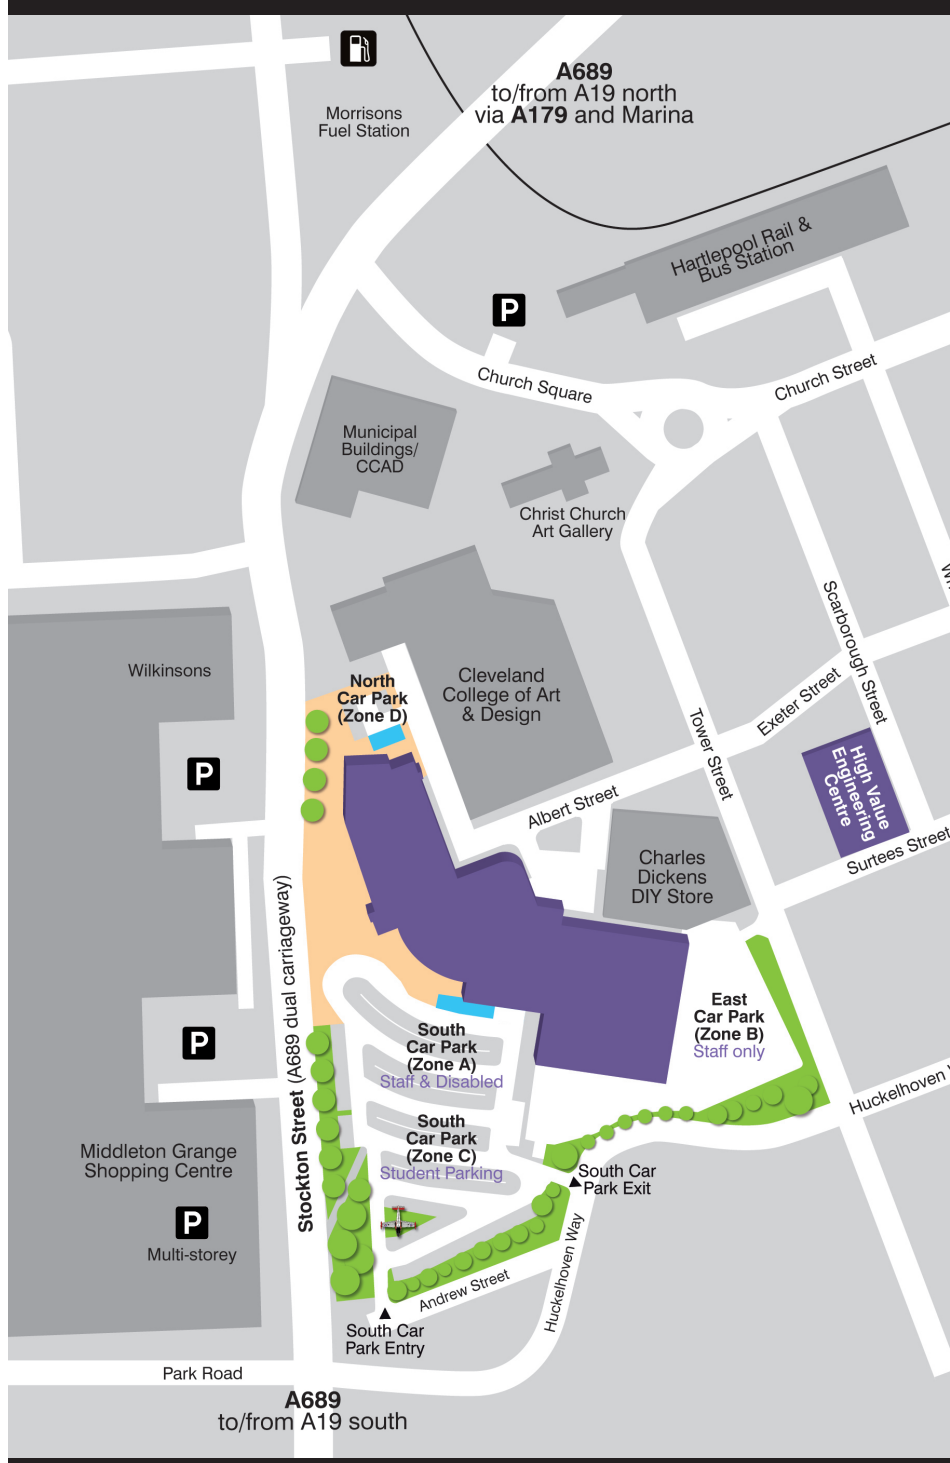 A689
to/from A19 north
via A179 and Marina
Morrisons
Fuel Station
Hartlepool Rail &
Bus Station
P
Church Square
Church Street
Municipal
Buildings/
CCAD
Christ Church
Art Gallery
Scarborough Street
Wilkinsons
North
Car Park
(Zone D)
Cleveland
College of Art
& Design
Exeter Street
Tower Street
P
High Value
Engineering
Centre
Albert Street
Surtees Street
Charles
Dickens
DIY Store
Stockton Street (A689 dual carriageway)
East
Car Park
(Zone B)
Staff only
P
South
Car Park
(Zone A)
Staff & Disabled
Huckelhoven
South
Car Park
(Zone C)
Student Parking
Middleton Grange
Shopping Centre
South Car
Park Exit
P
Multi-storey
Huckelhoven Way
Andrew Street
South Car
Park Entry
Park Road
A689
to/from A19 south